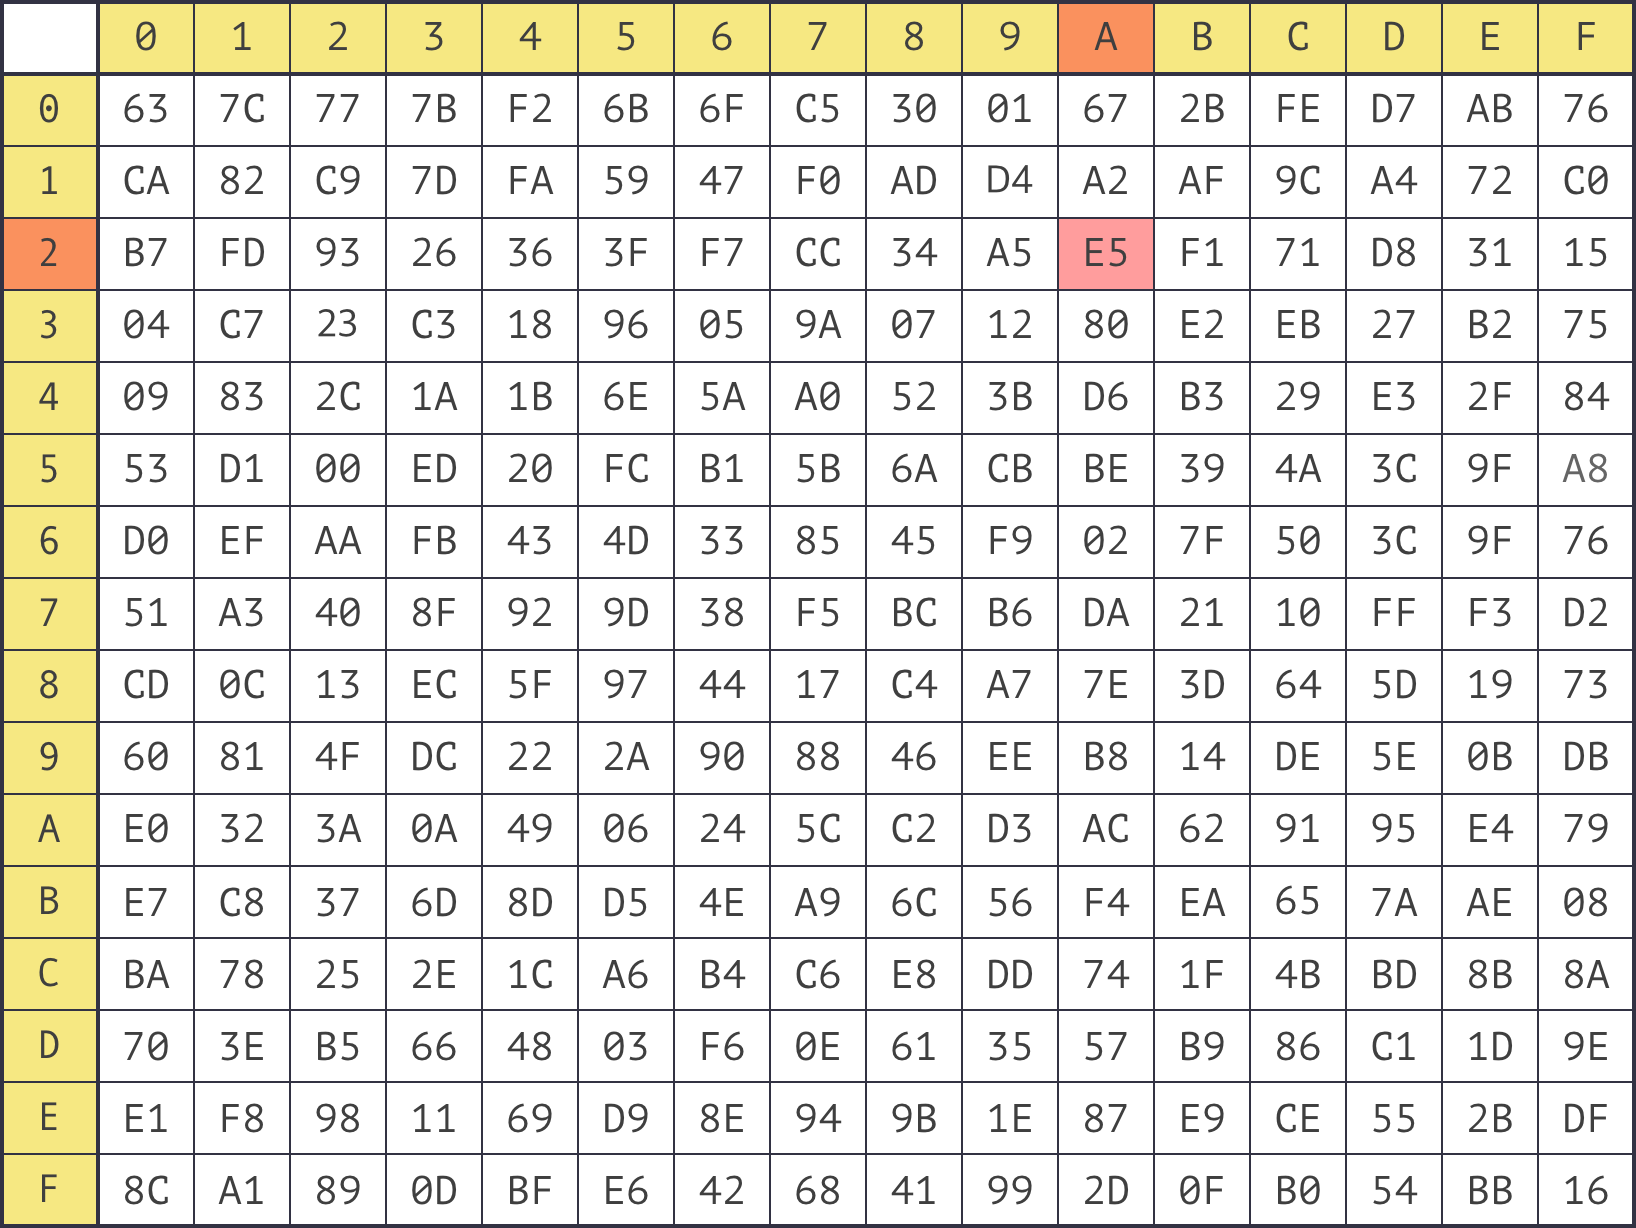 0 1 2 3 4 5 6 7 8 9 A B C D E F
0 63 7C 77 7B F2 6B 6F C5 30 01 67 2B FE D7 AB 76
1 CA 82 C9 7D FA 59 47 F0 AD D4 A2 AF 9C A4 72 C0
2 B7 FD 93 26 36 3F F7 CC 34 A5 E5 F1 71 D8 31 15
3 04 C7 23 C3 18 96 05 9A 07 12 80 E2 EB 27 B2 75
4 09 83 2C 1A 1B 6E 5A A0 52 3B D6 B3 29 E3 2F 84
5 53 D1 00 ED 20 FC B1 5B 6A CB BE 39 4A 3C 9F A8
6 D0 EF AA FB 43 4D 33 85 45 F9 02 7F 50 3C 9F 76
7 51 A3 40 8F 92 9D 38 F5 BC B6 DA 21 10 FF F3 D2
8 CD 0C 13 EC 5F 97 44 17 C4 A7 7E 3D 64 5D 19 73
9 60 81 4F DC 22 2A 90 88 46 EE B8 14 DE 5E 0B DB
A E0 32 3A 0A 49 06 24 5C C2 D3 AC 62 91 95 E4 79
B E7 C8 37 6D 8D D5 4E A9 6C 56 F4 EA 65 7A AE 08
C BA 78 25 2E 1C A6 B4 C6 E8 DD 74 1F 4B BD 8B 8A
D 70 3E B5 66 48 03 F6 0E 61 35 57 B9 86 C1 1D 9E
E E1 F8 98 11 69 D9 8E 94 9B 1E 87 E9 CE 55 2B DF
F 8C A1 89 0D BF E6 42 68 41 99 2D 0F B0 54 BB 16